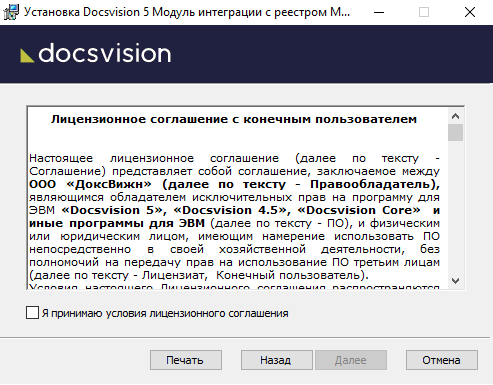 Установка Docsvision 5 Модуль интеграции с реестром М...
docsvision
Лицензионное соглашение с конечным пользователем
Настоящее лицензионное соглашение (далее по тексту -
Соглашение) представляет собой соглашение, заключаемое между
ООО «ДоксВижн» (далее по тексту - Правообладатель),
являющимся обладателем исключительных прав на программу для
ЭВМ «Docsvision 5», «Docsvision 4.5», «Docsvision Core» и
иные программы для ЭВМ (далее по тексту - ПО), и физическим
или юридическим лицом, имеющим намерение использовать ПО
непосредственно в своей хозяйственной деятельности, без
полномочий на передачу прав на использование ПО третьим лицам
(далее по тексту - Лицензиат, Конечный пользователь).
Условия настоящего Лицензионного соглашения распространяются
Я принимаю условия лицензионного соглашения
Печать Назад Далее Отмена